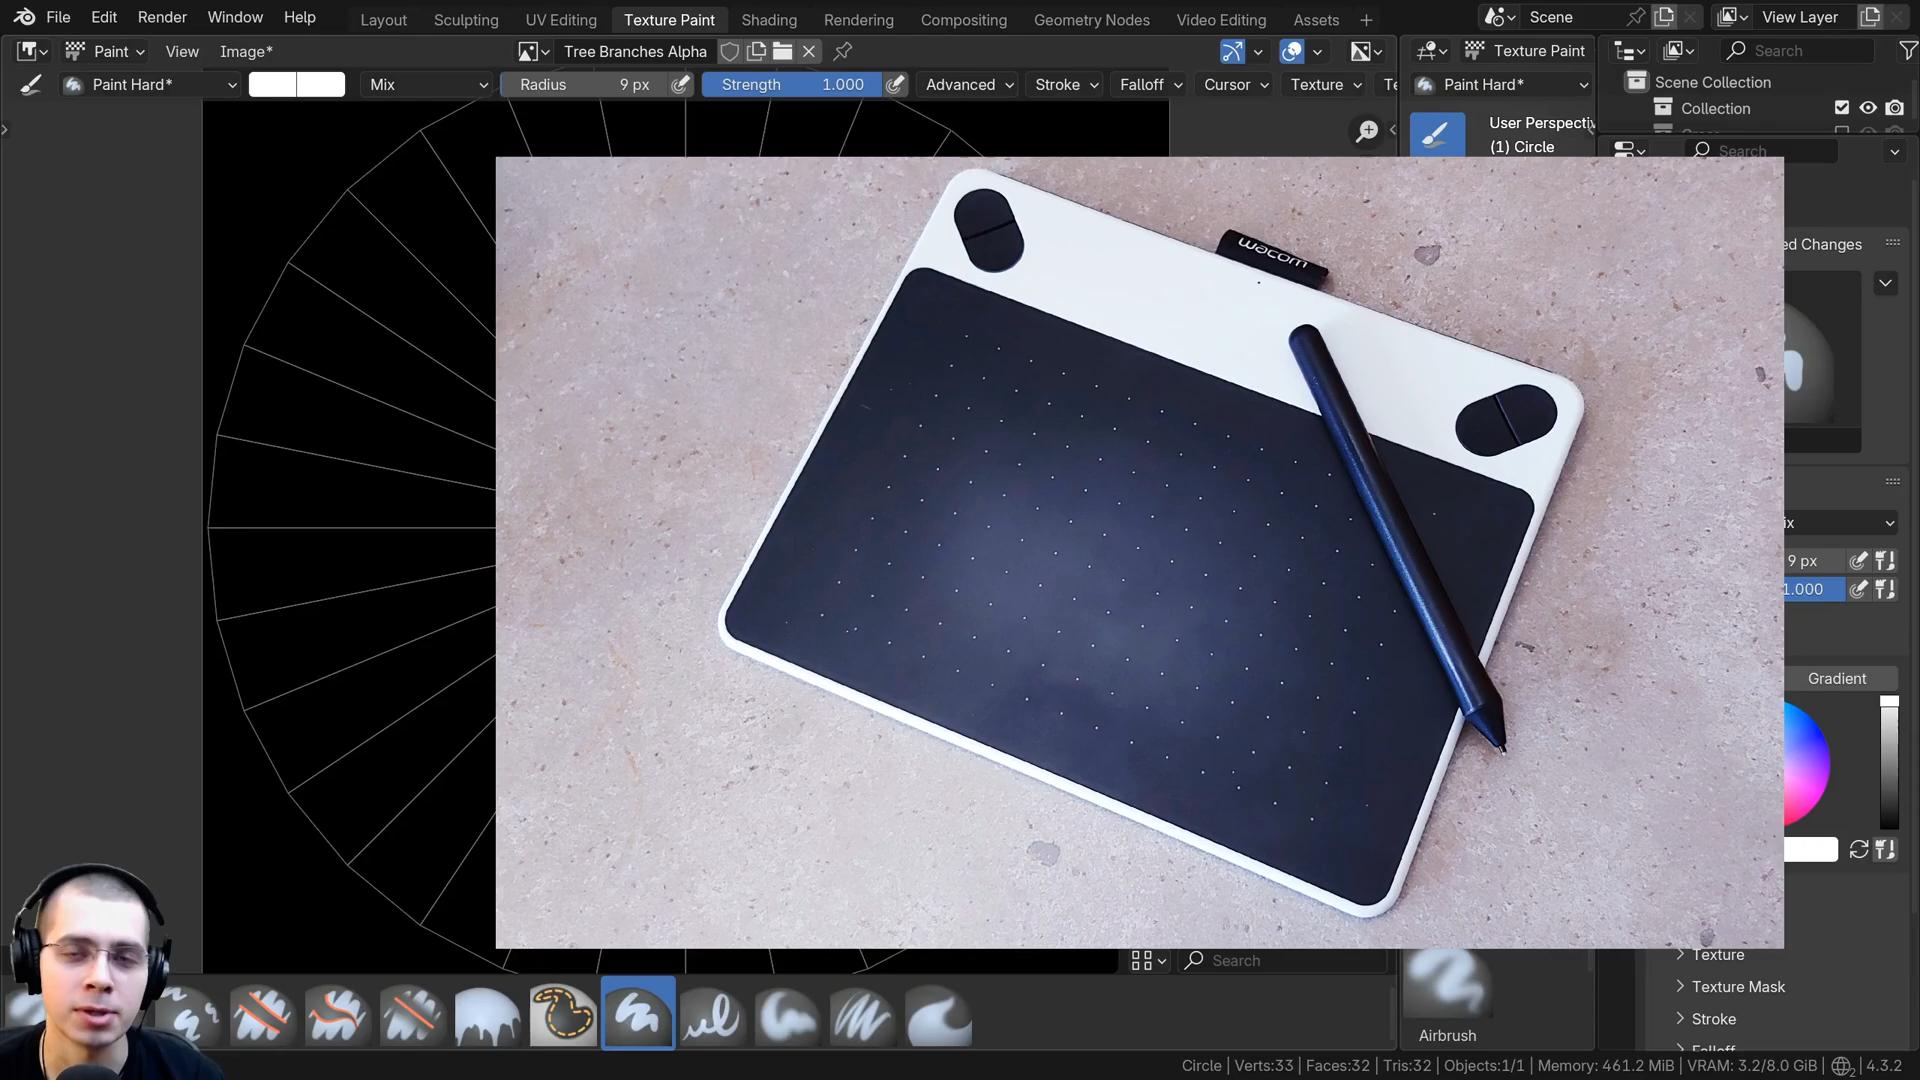 File Edit Render Window Help Layout Sculpting UV Editing Texture Paint Shading Rendering Compositing Geometry Nodes Video Editing Assets Scene View Layer
Paint View Image* Tree Branches Alpha Texture Paint Search
Paint Hard* Mix Radius 9 px Strength 1.000 Advanced Stroke Falloff Cursor Texture Te Paint Hard* Scene Collection
Collection
User Perspectiv
(1) Circle
Search
wacom
ed Changes
ix
9 px
1.000
Gradient
Texture
Search
Texture Mask
Stroke
Airbrush
Falloff
Circle | Verts:33 | Faces:32 | Tris:32 | Objects:1/1 | Memory: 461.2 MiB | VRAM: 3.2/8.0 GiB | 4.3.2